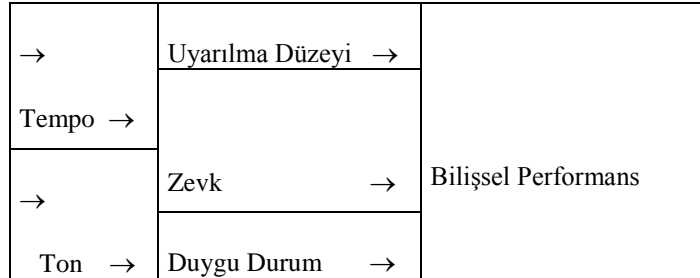 → Uyarılma Düzeyi →
Tempo →
Zevk → Bilişsel Performans
→
Ton → Duygu Durum →